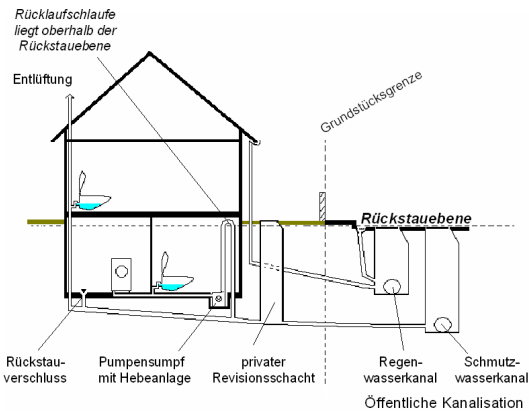 Rücklaufschlaufe
liegt oberhalb der
Rückstauebene
Entlüftung
Grundstücksgrenze
Rückstauebene
Rückstau-
verschluss
Pumpensumpf
mit Hebeanlage
privater
Revisionsschacht
Regen-
wasserkanal
Schmutz-
wasserkanal
Öffentliche Kanalisation